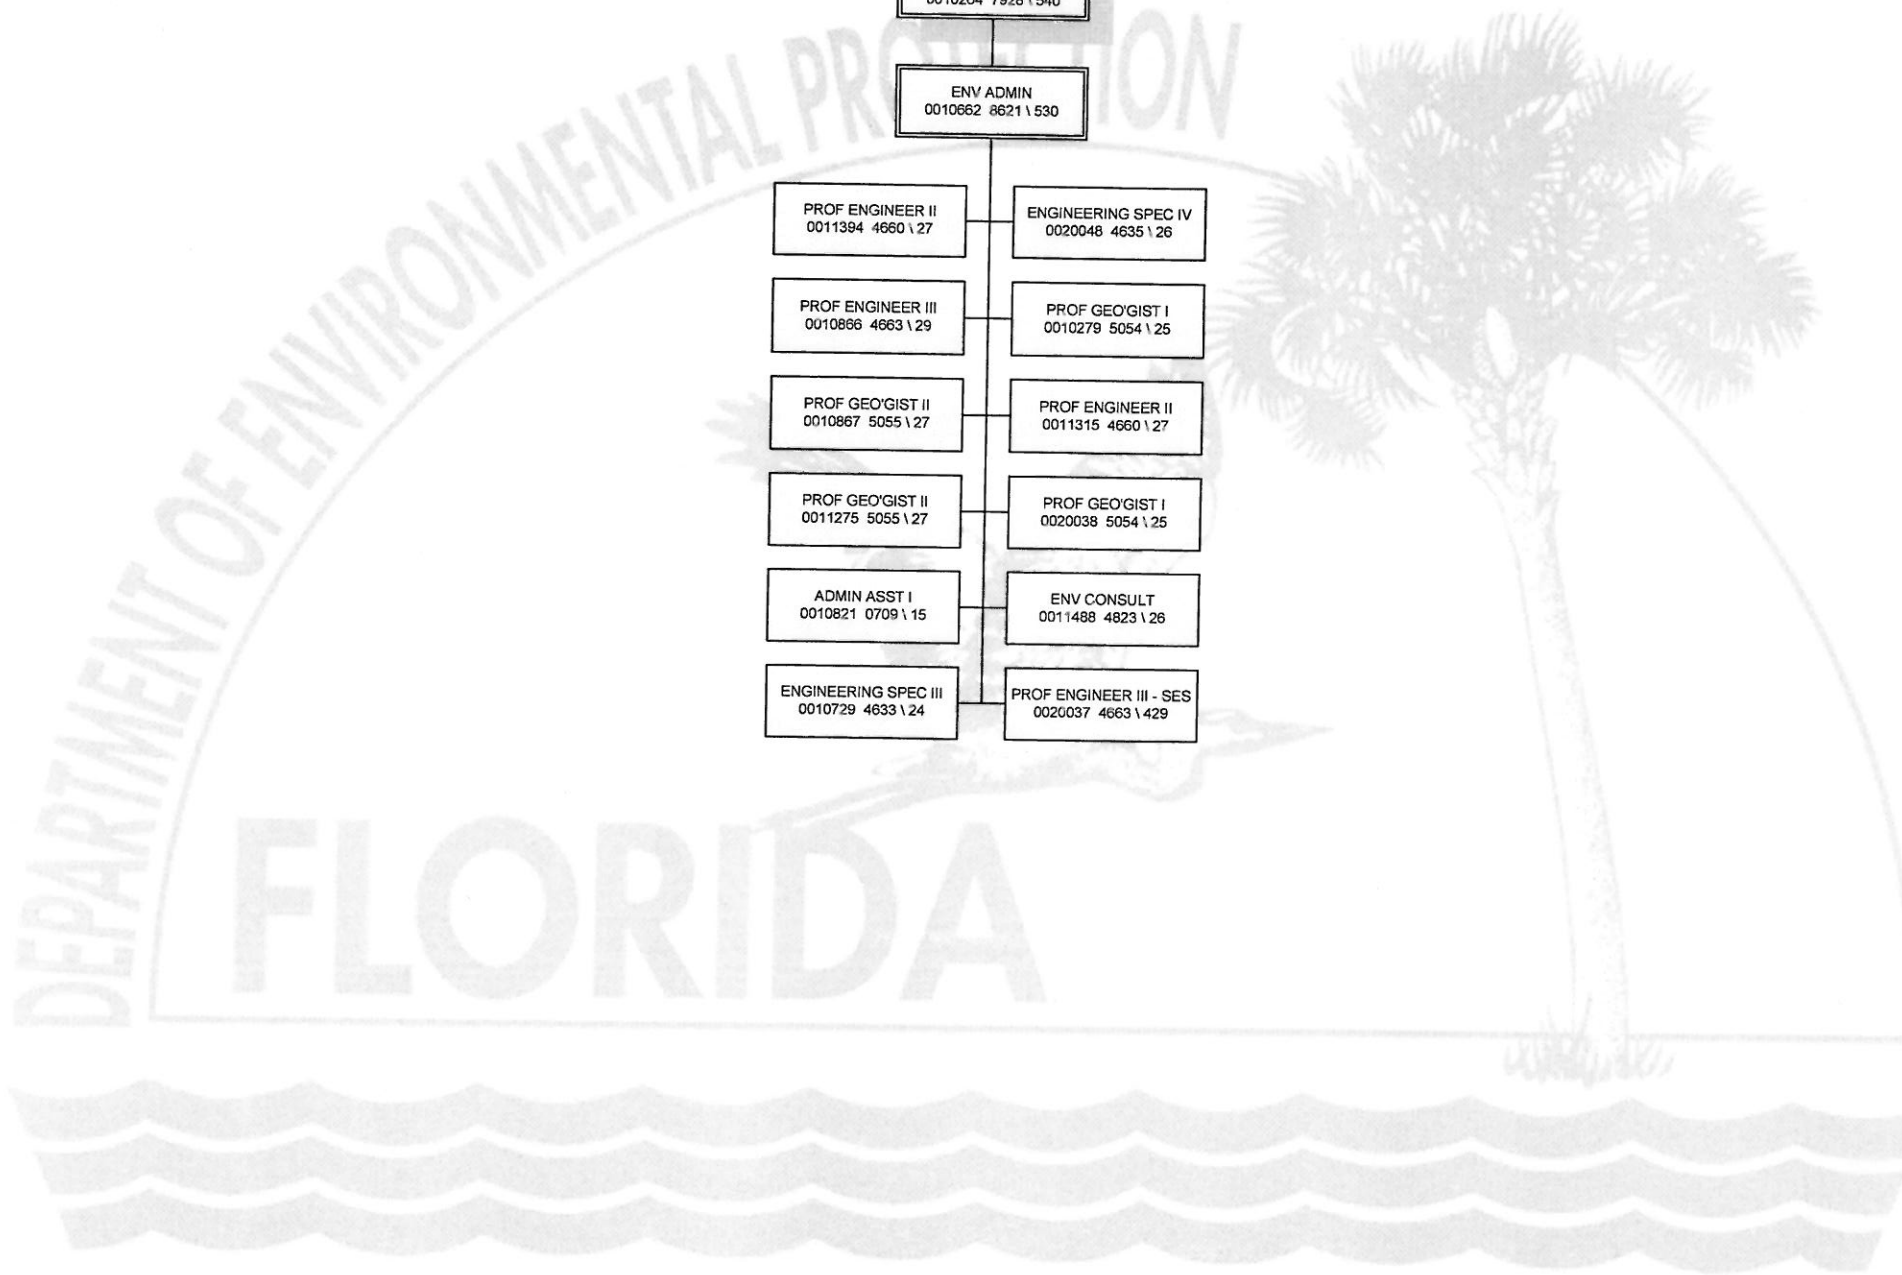 0010264 7928 \ 540
ENV ADMIN
0010662 8621 \ 530
PROF ENGINEER II
0011394 4660 \ 27
ENGINEERING SPEC IV
0020048 4635 \ 26
PROF ENGINEER III
0010866 4663 \ 29
PROF GEO'GIST I
0010279 5054 \ 25
PROF GEO'GIST II
0010867 5055 \ 27
PROF ENGINEER II
0011315 4660 \ 27
PROF GEO'GIST II
0011275 5055 \ 27
PROF GEO'GIST I
0020038 5054 \ 25
ADMIN ASST I
0010821 0709 \ 15
ENV CONSULT
0011488 4823 \ 26
ENGINEERING SPEC III
0010729 4633 \ 24
PROF ENGINEER III - SES
0020037 4663 \ 429
DEPARTMENT OF ENVIRONMENTAL PROTECTION
FLORIDA